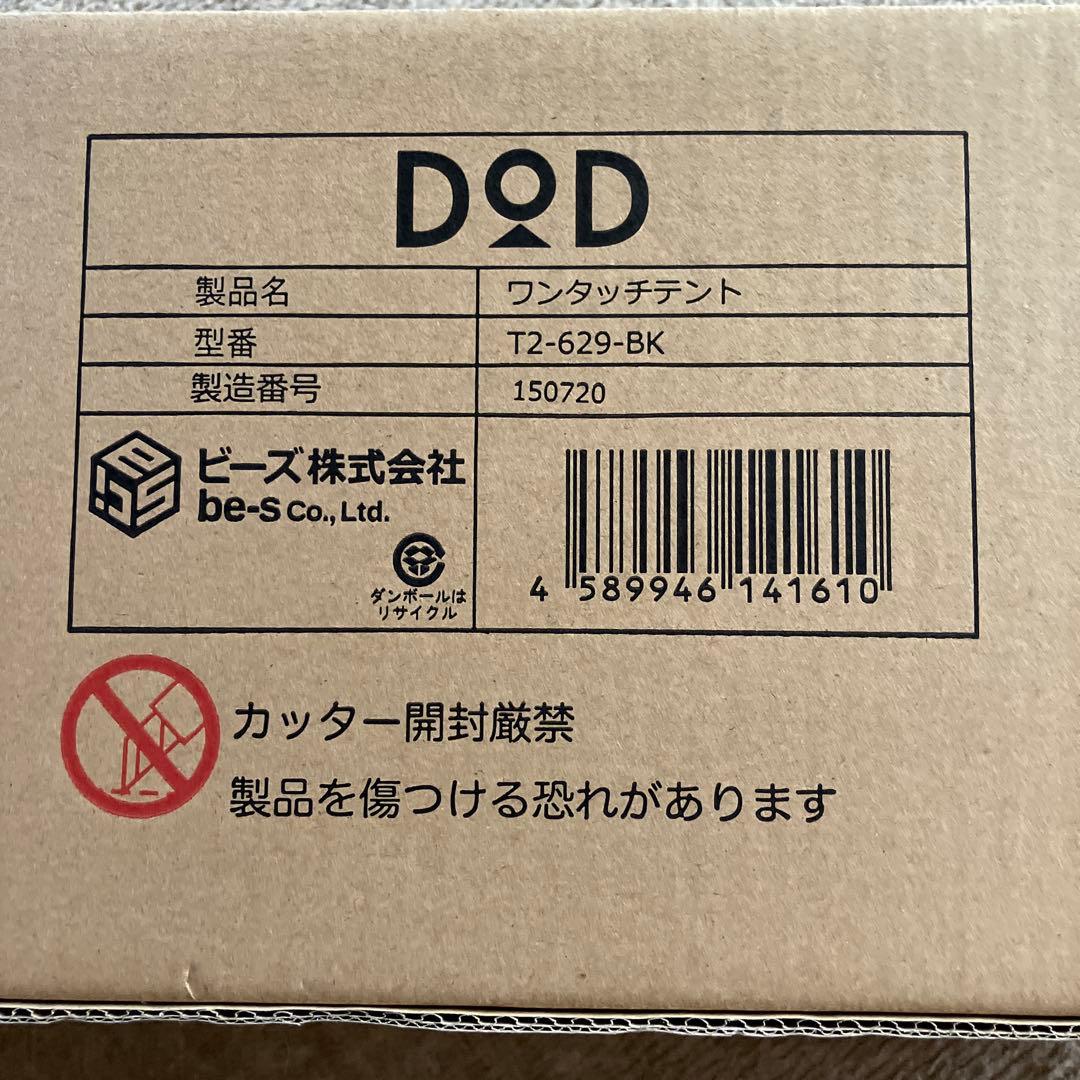 DOD
製品名 ワンタッチテント
型番 T2-629-BK
製造番号 150720
ビーズ株式会社
be-s Co., Ltd.
ダンボールは
リサイクル
4 589946 141610
カッター開封厳禁
製品を傷つける恐れがあります